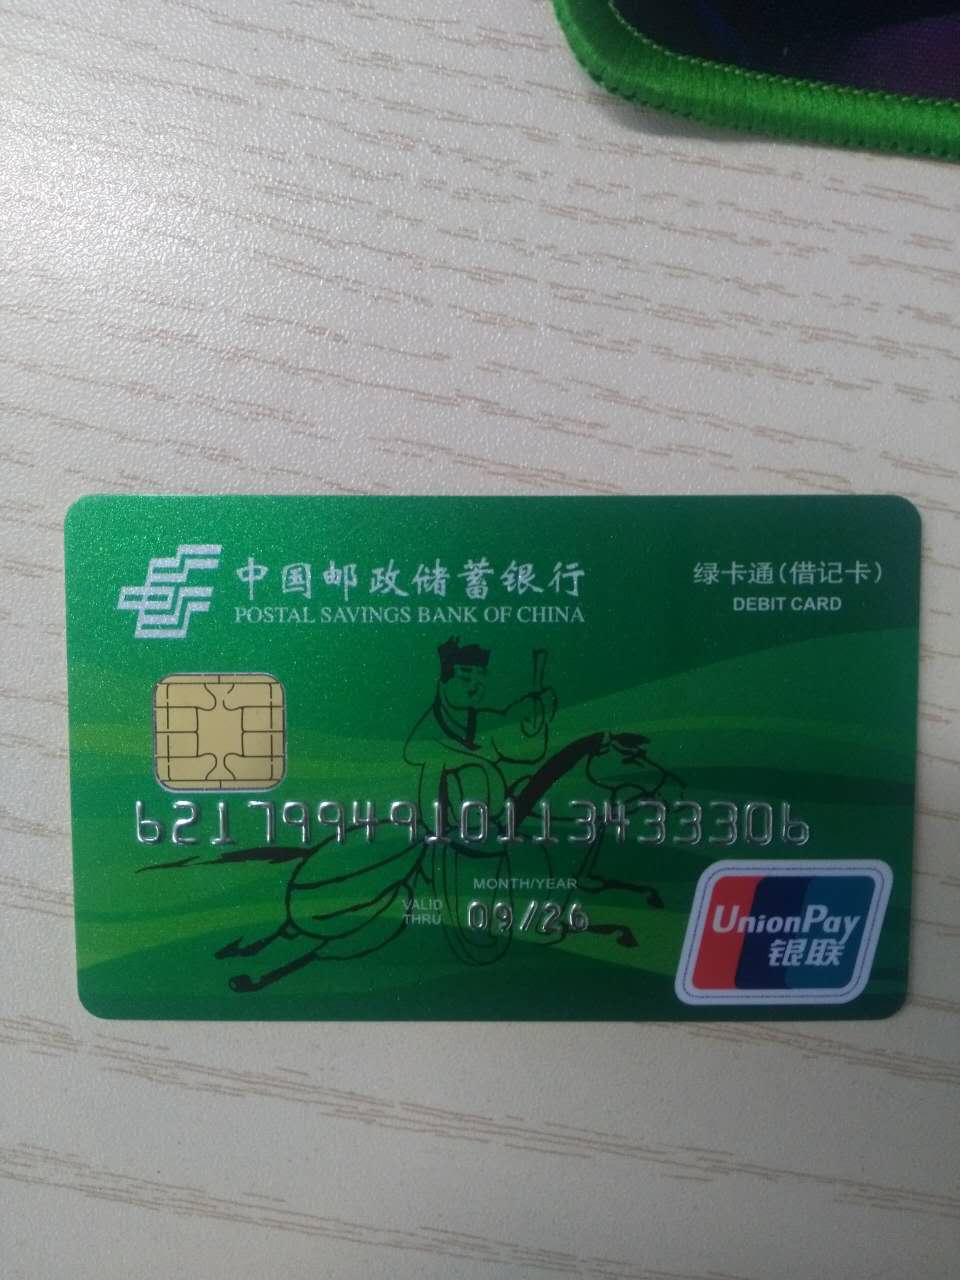 中国邮政储蓄银行
POSTAL SAVINGS BANK OF CHINA
绿卡通(借记卡)
DEBIT CARD
6217994910113433306
MONTH/YEAR
VALID
THRU
09/26
UnionPay
银联